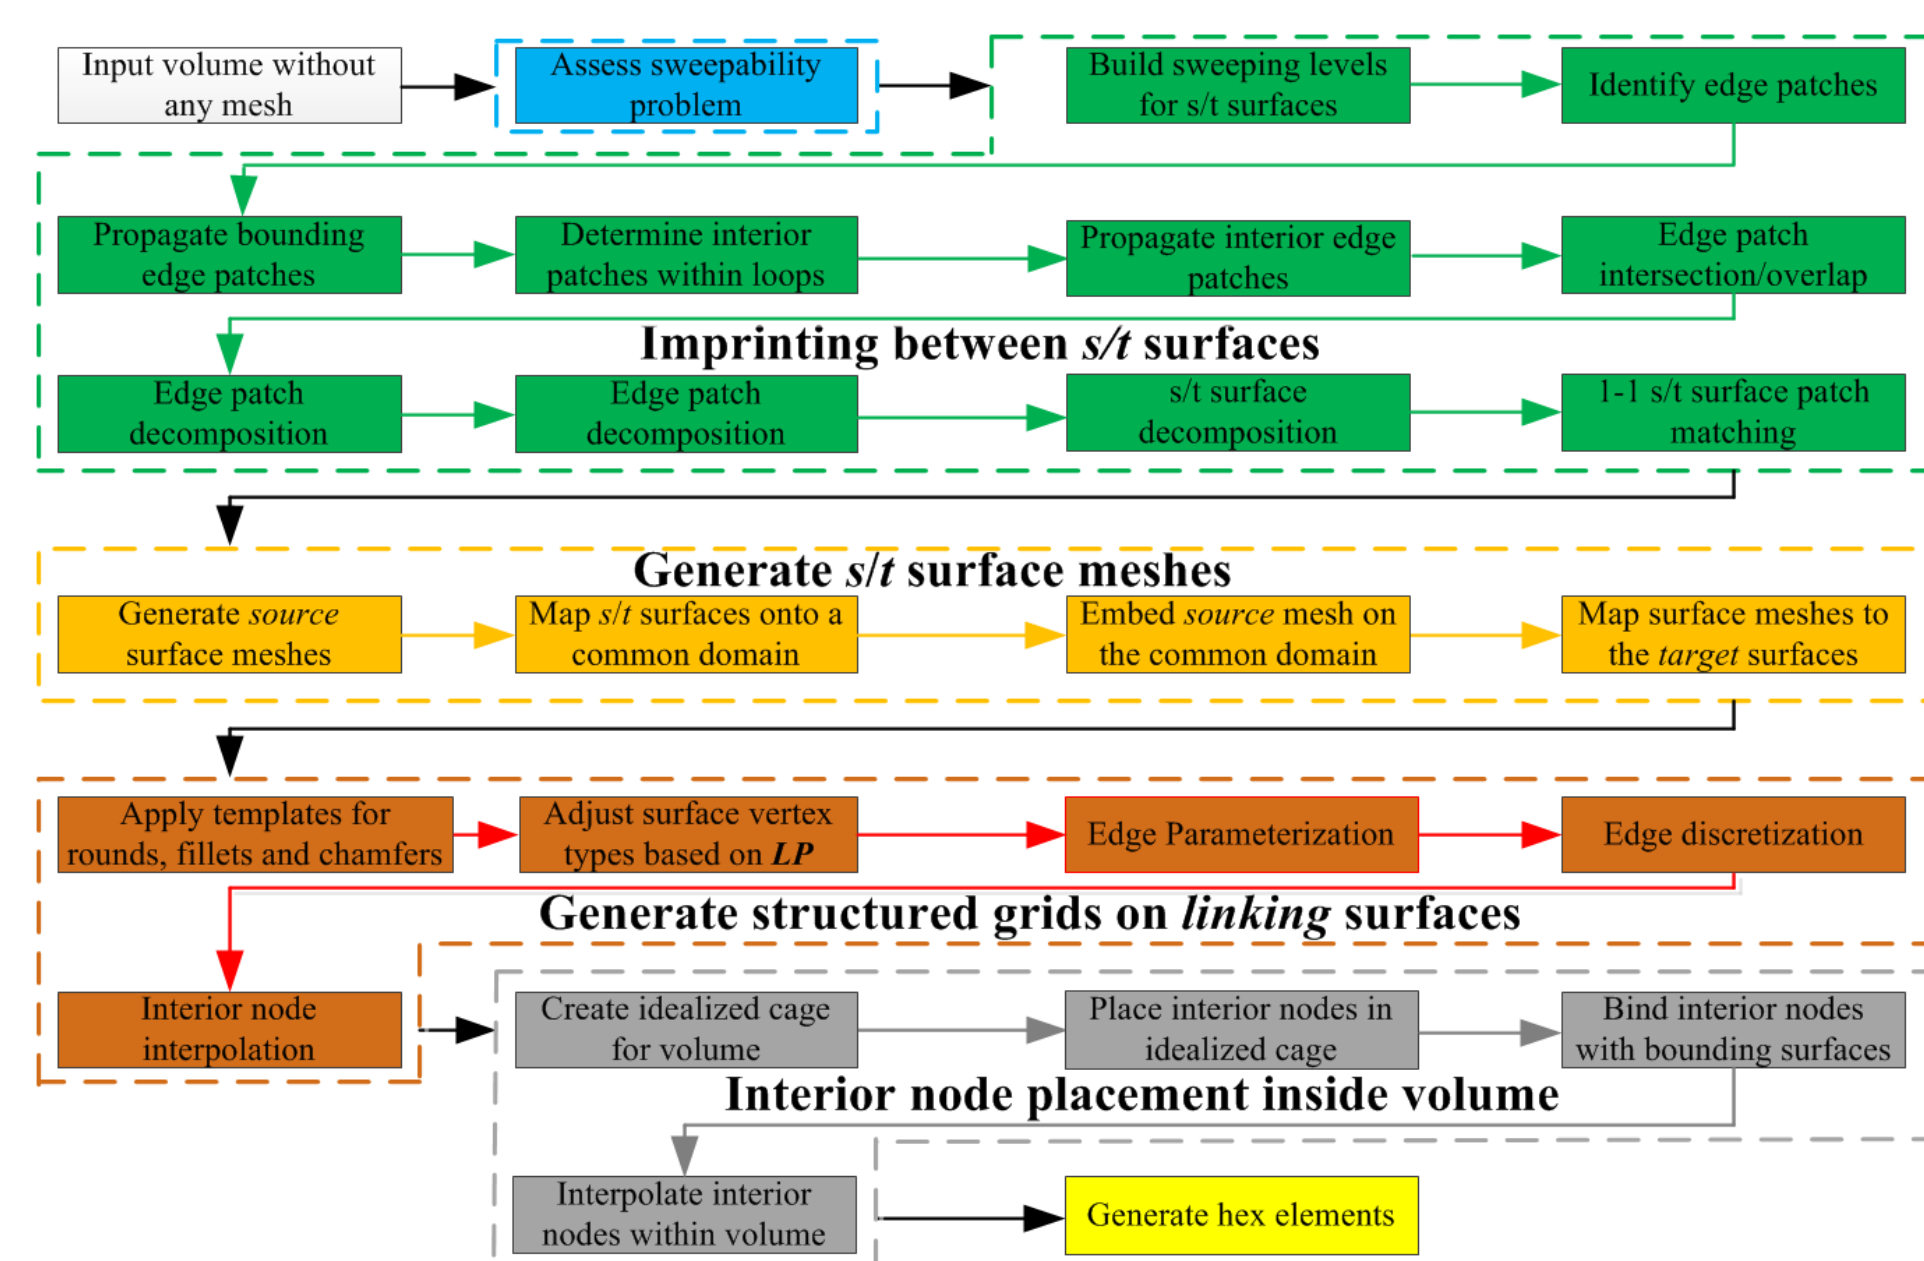 Input volume without
any mesh
Assess sweepability
problem
Build sweeping levels
for s/t surfaces
Identify edge patches
Propagate bounding
edge patches
Determine interior
patches within loops
Propagate interior edge
patches
Edge patch
intersection/overlap
Imprinting between s/t surfaces
Edge patch
decomposition
Edge patch
decomposition
s/t surface
decomposition
1-1 s/t surface patch
matching
Generate s/t surface meshes
Generate source
surface meshes
Map s/t surfaces onto a
common domain
Embed source mesh on
the common domain
Map surface meshes to
the target surfaces
Apply templates for
rounds, fillets and chamfers
Adjust surface vertex
types based on LP
Edge Parameterization
Edge discretization
Generate structured grids on linking surfaces
Interior node
interpolation
Create idealized cage
for volume
Place interior nodes in
idealized cage
Bind interior nodes
with bounding surfaces
Interior node placement inside volume
Interpolate interior
nodes within volume
Generate hex elements